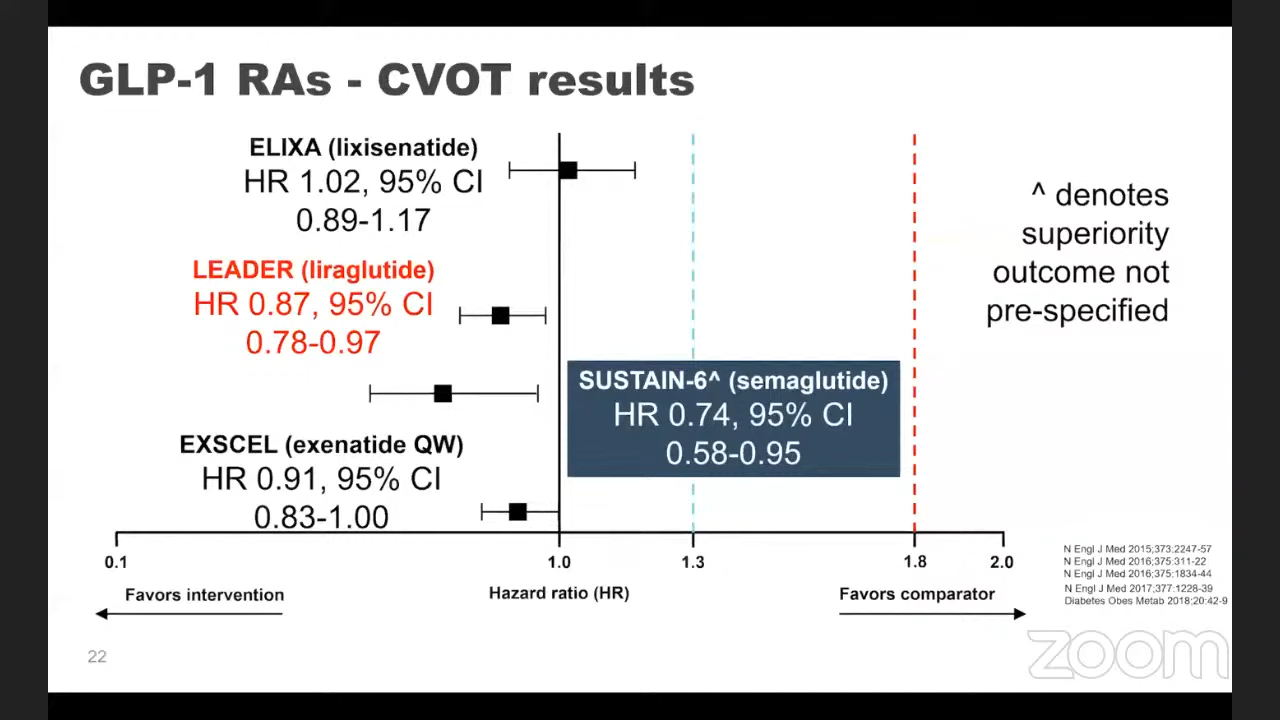 GLP-1 RAs - CVOT results
ELIXA (lixisenatide)
HR 1.02, 95% CI
0.89-1.17
^ denotes
superiority
outcome not
pre-specified
LEADER (liraglutide)
HR 0.87, 95% CI
0.78-0.97
SUSTAIN-6^ (semaglutide)
HR 0.74, 95% CI
0.58-0.95
EXSCEL (exenatide QW)
HR 0.91, 95% CI
0.83-1.00
0.1 1.0 1.3 1.8 2.0
Favors intervention Hazard ratio (HR) Favors comparator
N Engl J Med 2015;373:2247-57
N Engl J Med 2016;375:311-22
N Engl J Med 2016;375:1834-44
N Engl J Med 2017;377:1228-39
Diabetes Obes Metab 2018;20:42-9
22
zoom